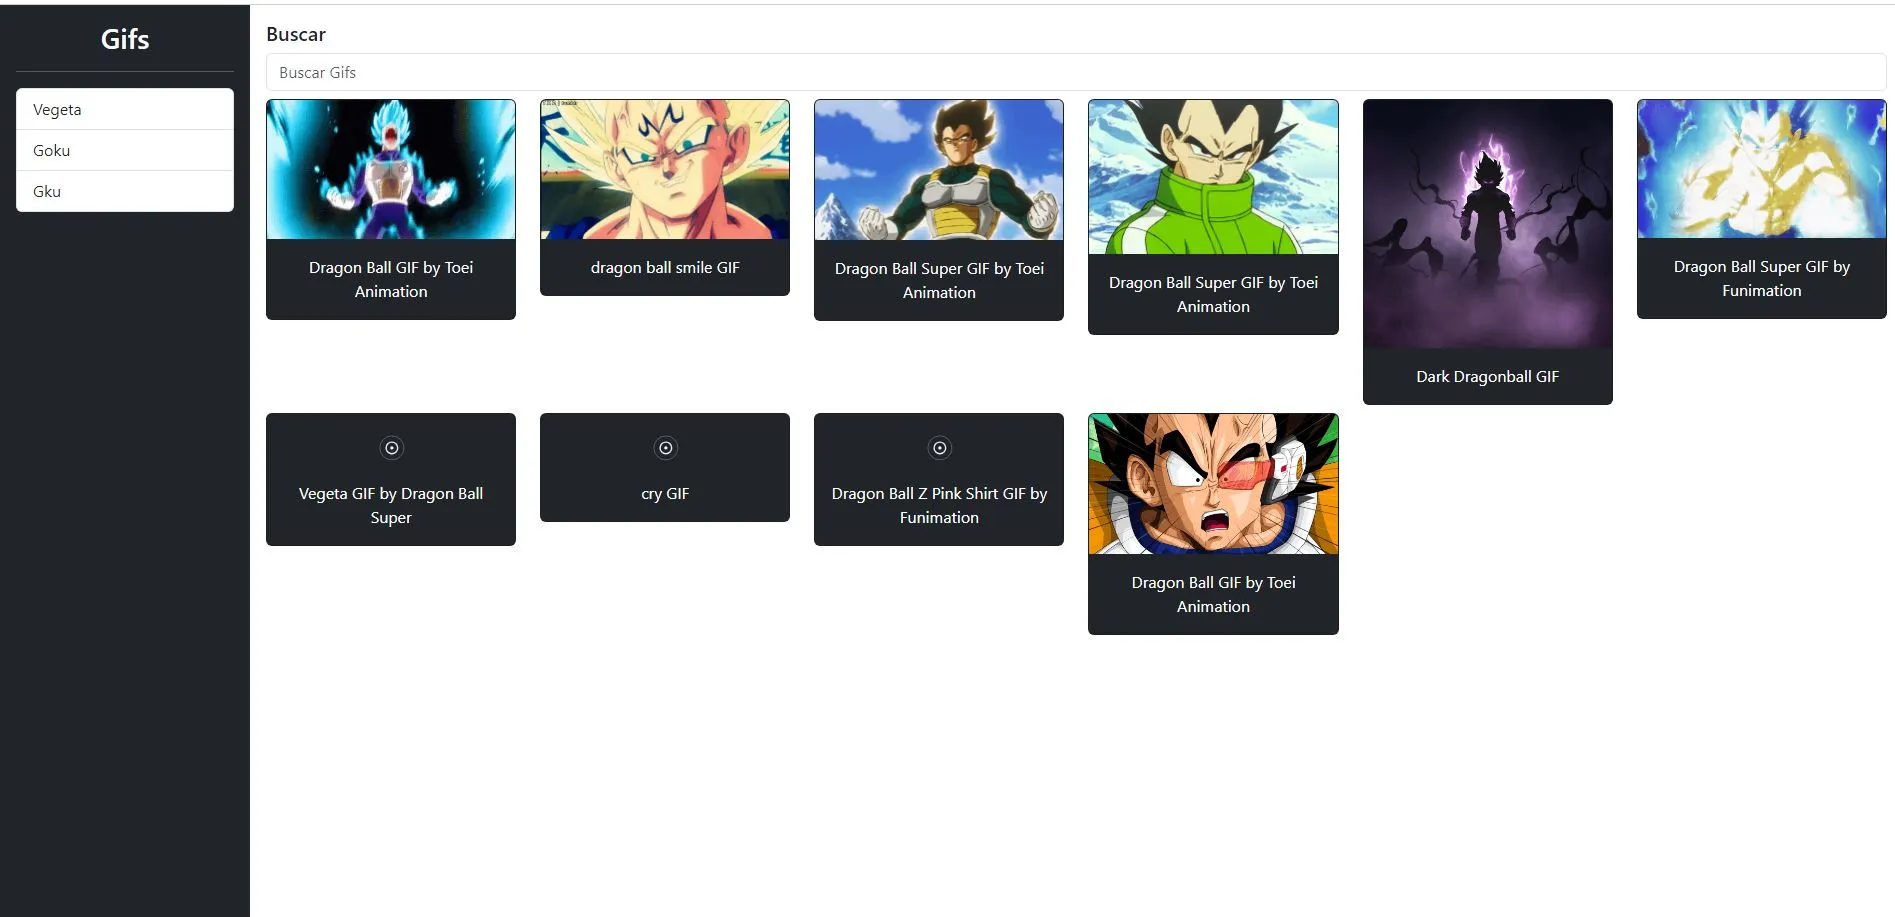 Gifs
Vegeta
Goku
Gku
Buscar
Buscar Gifs
Dragon Ball GIF by Toei
Animation
dragon ball smile GIF
Dragon Ball Super GIF by Toei
Animation
Dragon Ball Super GIF by Toei
Animation
Dark Dragonball GIF
Dragon Ball Super GIF by
Funimation
Vegeta GIF by Dragon Ball
Super
cry GIF
Dragon Ball Z Pink Shirt GIF by
Funimation
Dragon Ball GIF by Toei
Animation